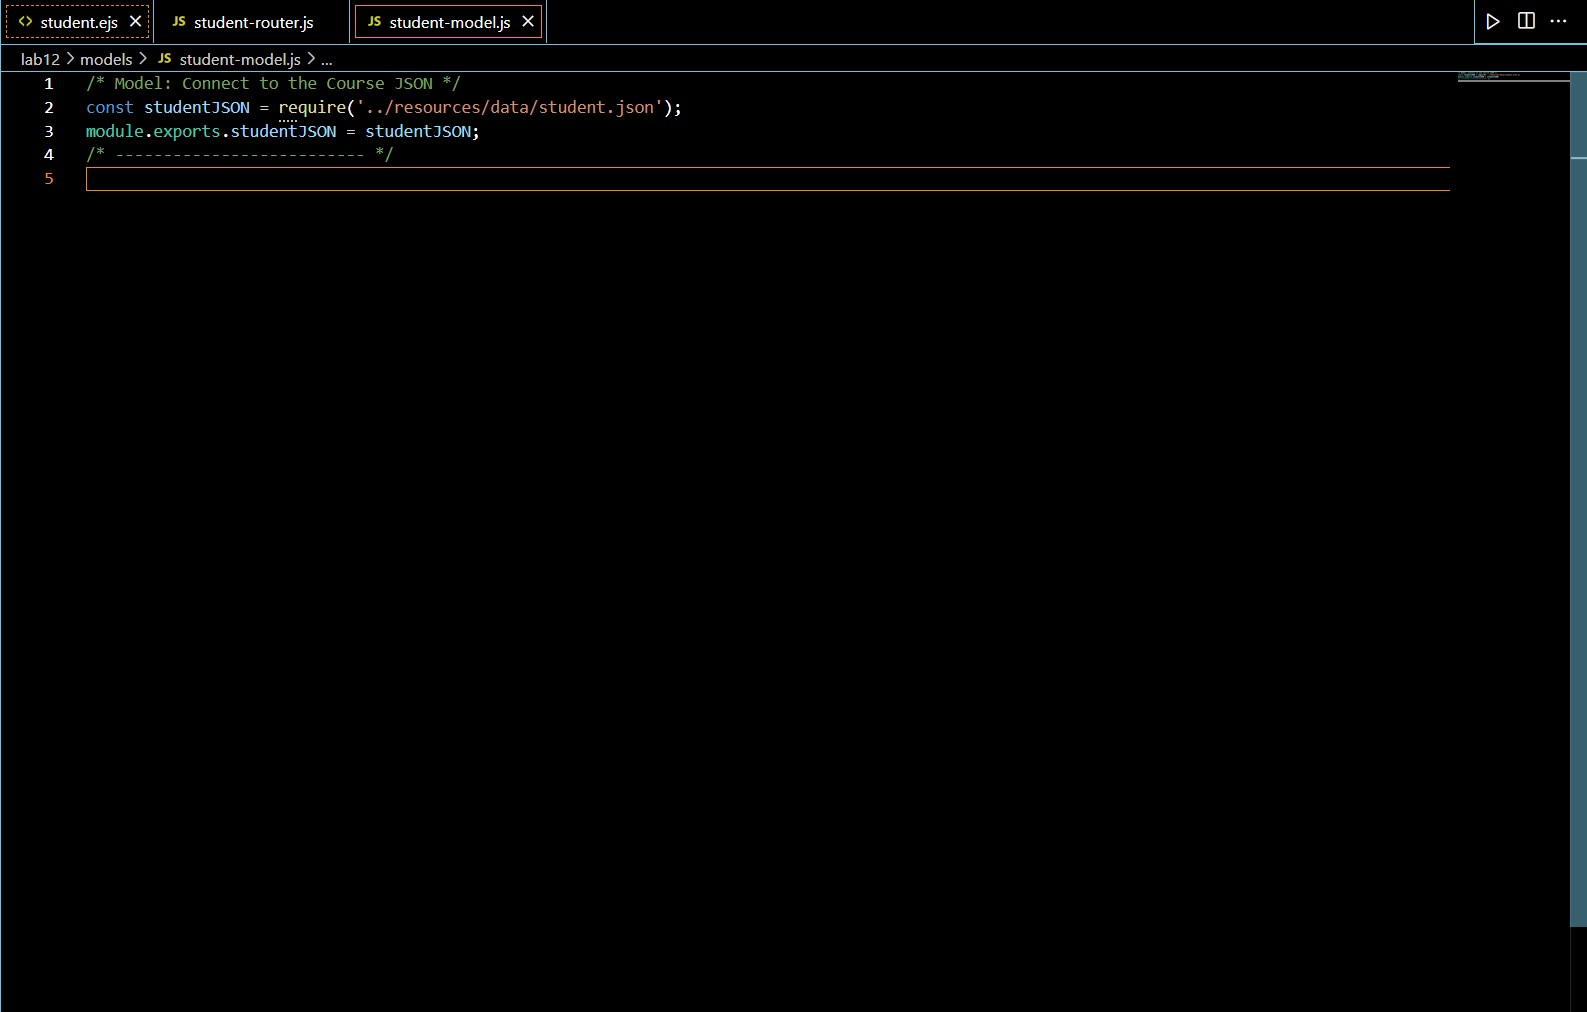 student.ejs
JS student-router.js
JS student-model.js
lab12 > models > JS student-model.js > ...
1 /* Model: Connect to the Course JSON */
2 const studentJSON = require('../resources/data/student.json');
3 module.exports.studentJSON = studentJSON;
4 /* -------------------------- */
5